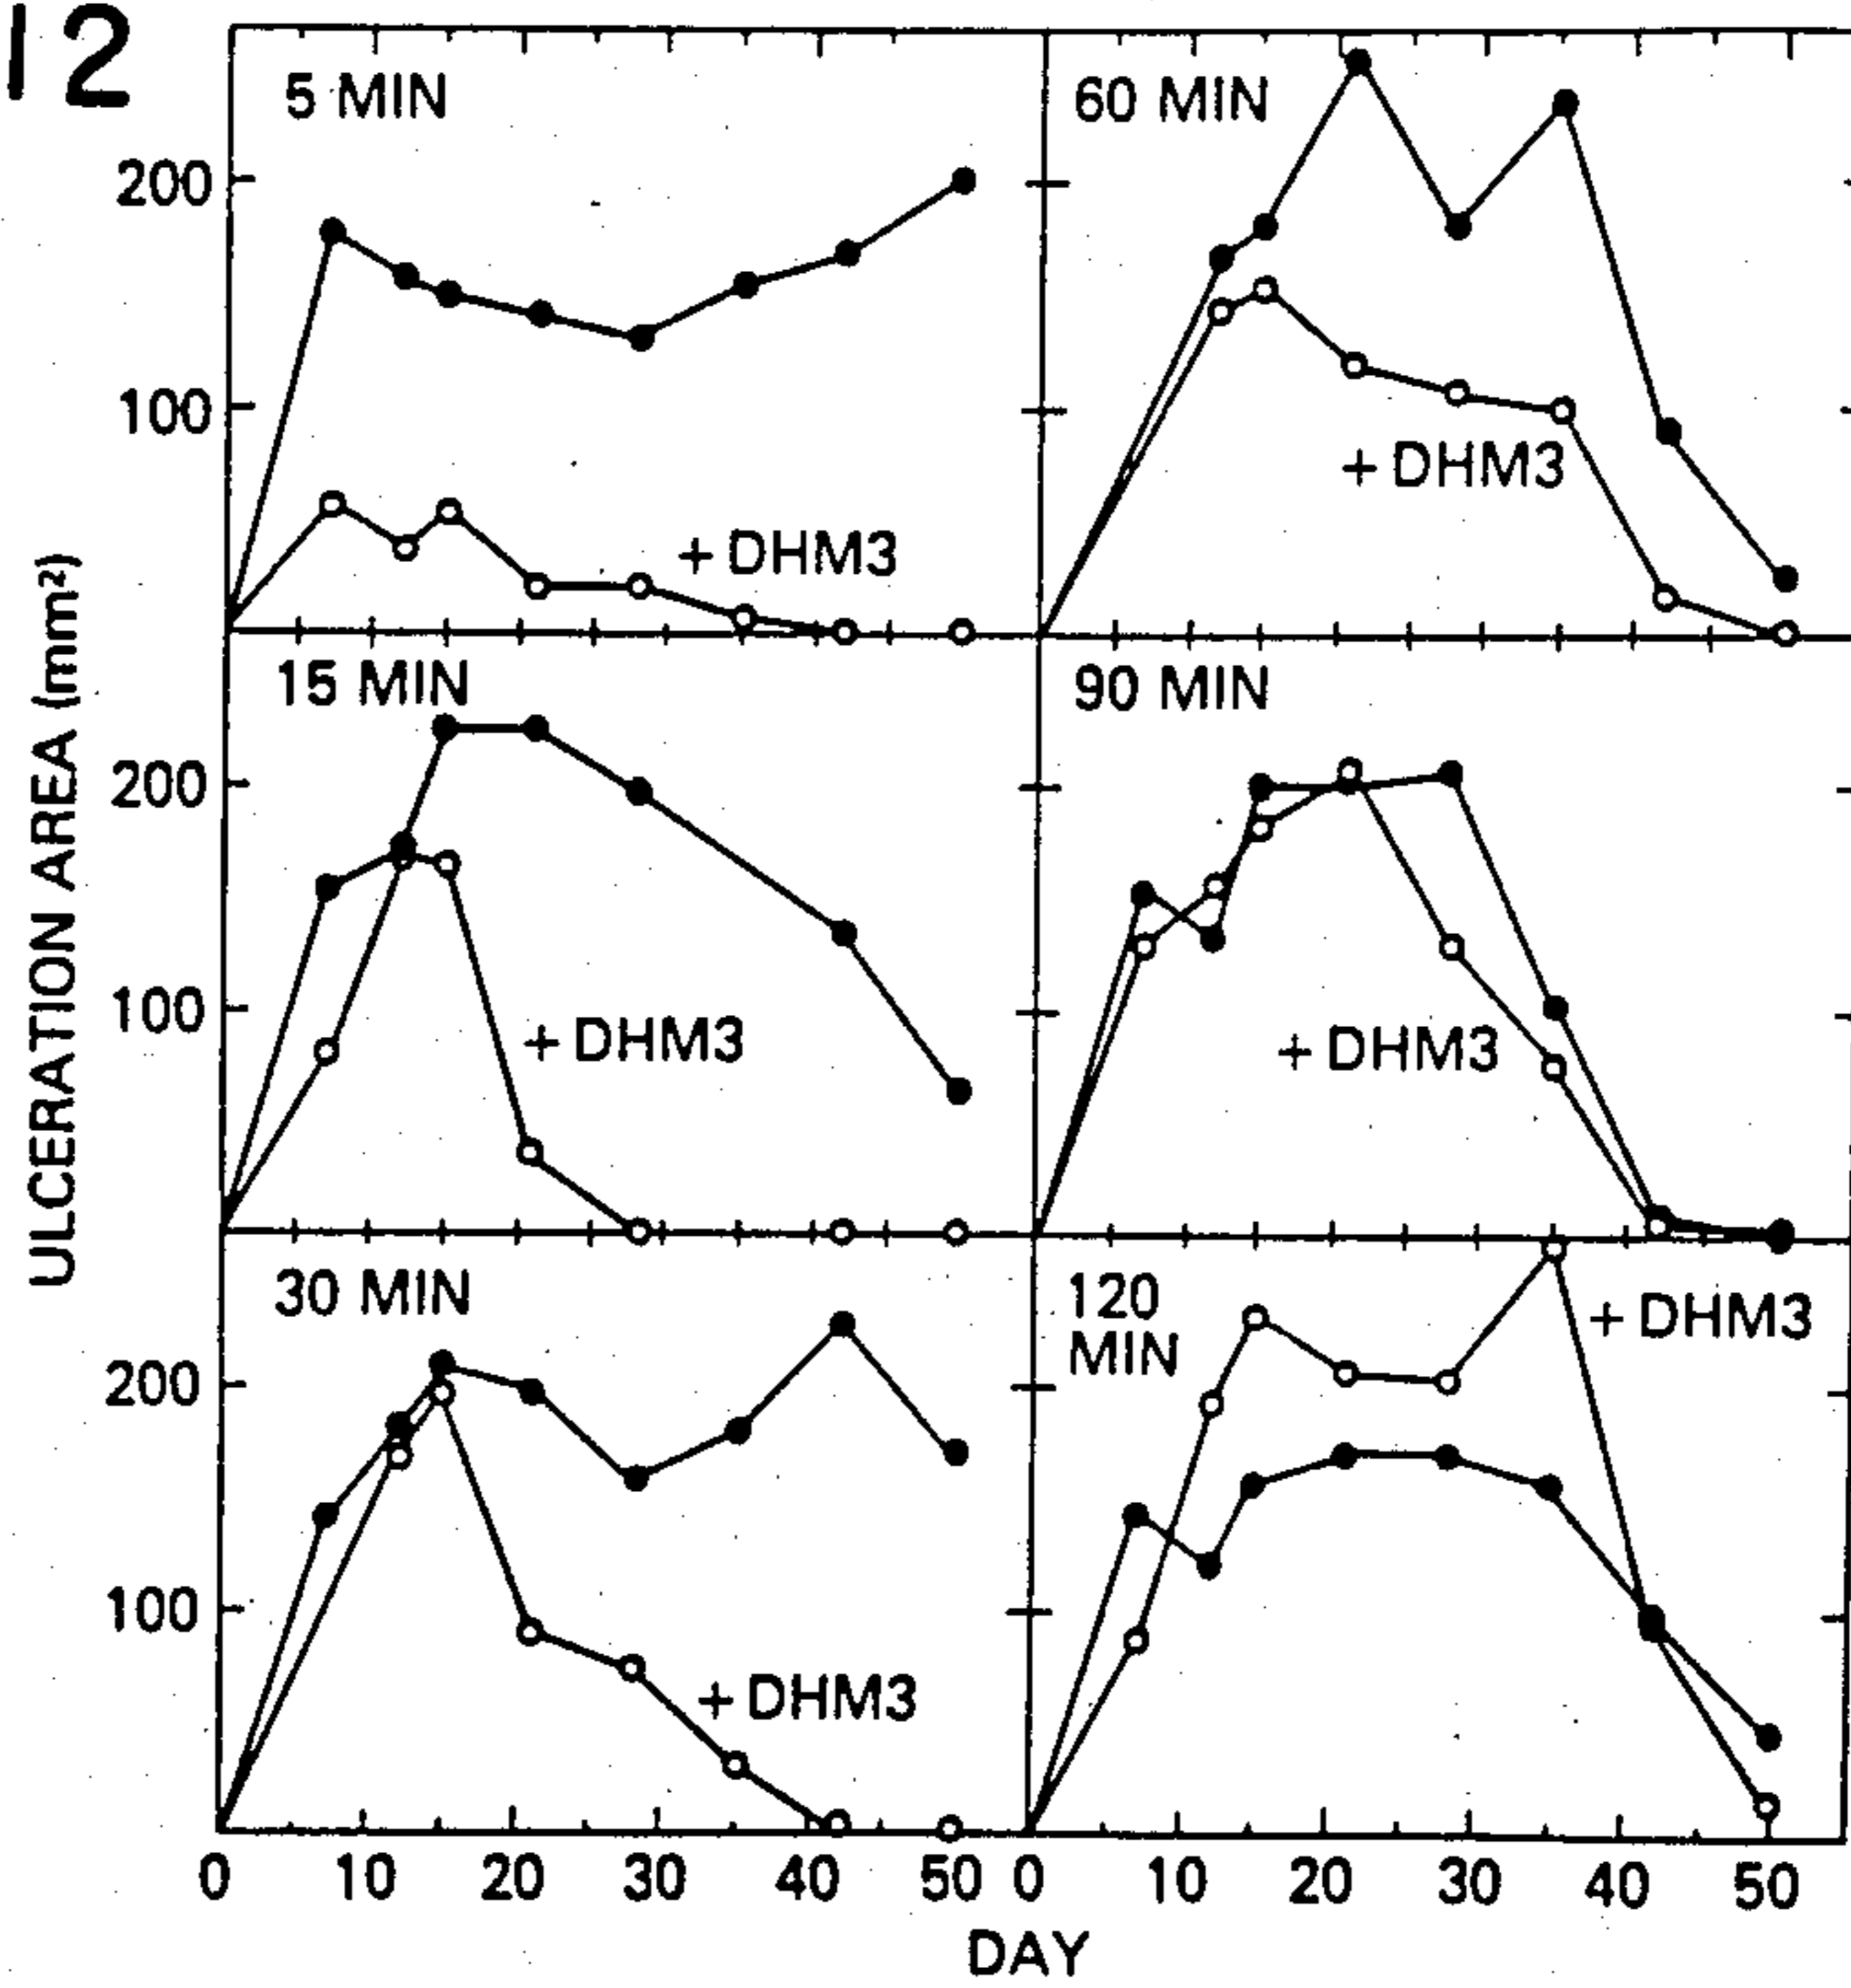 12
5 MIN
60 MIN
200
100
+ DHM3
+ DHM3
ULCERATION AREA (mm²)
15 MIN
90 MIN
200
100
+ DHM3
+ DHM3
30 MIN
120
MIN
+ DHM3
200
100
+ DHM3
0 10 20 30 40 50 0 10 20 30 40 50
DAY